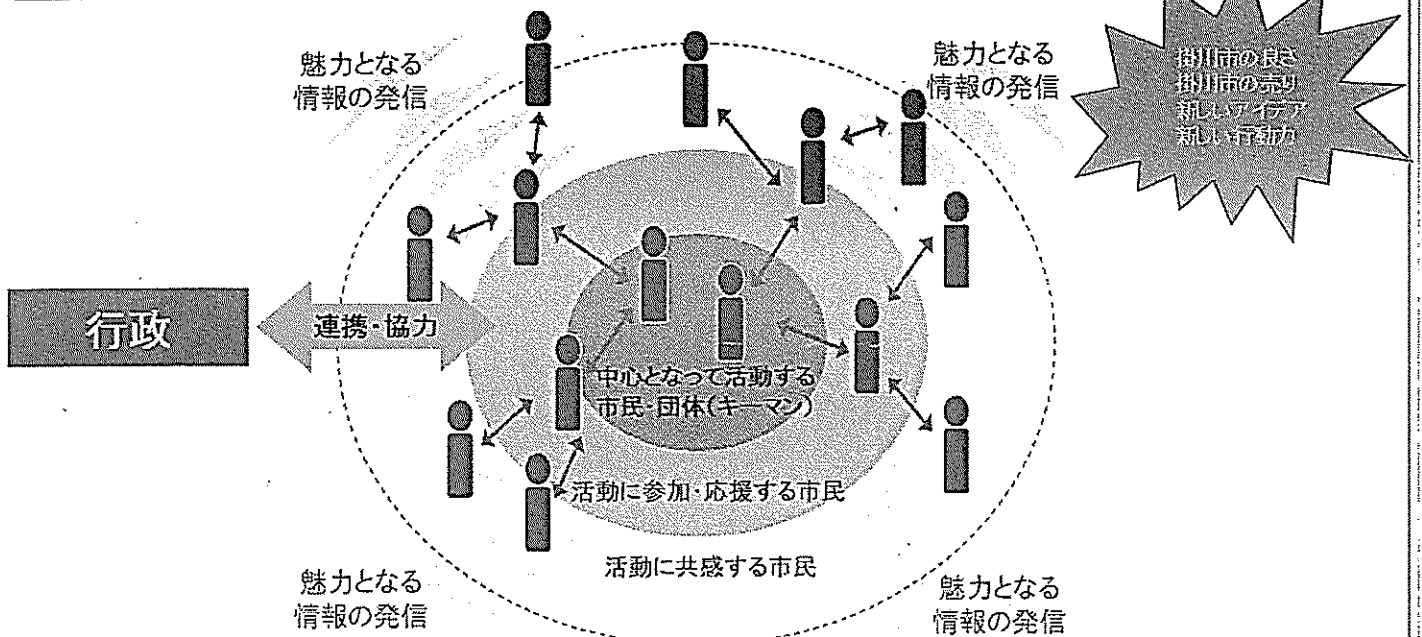 魅力となる
情報の発信
魅力となる
情報の発信
掛川市の良さ
掛川市の売り
新しいアイデア
新しい行動力
行政
連携・協力
中心となって活動する
市民・団体(キーマン)
活動に参加・応援する市民
活動に共感する市民
魅力となる
情報の発信
魅力となる
情報の発信